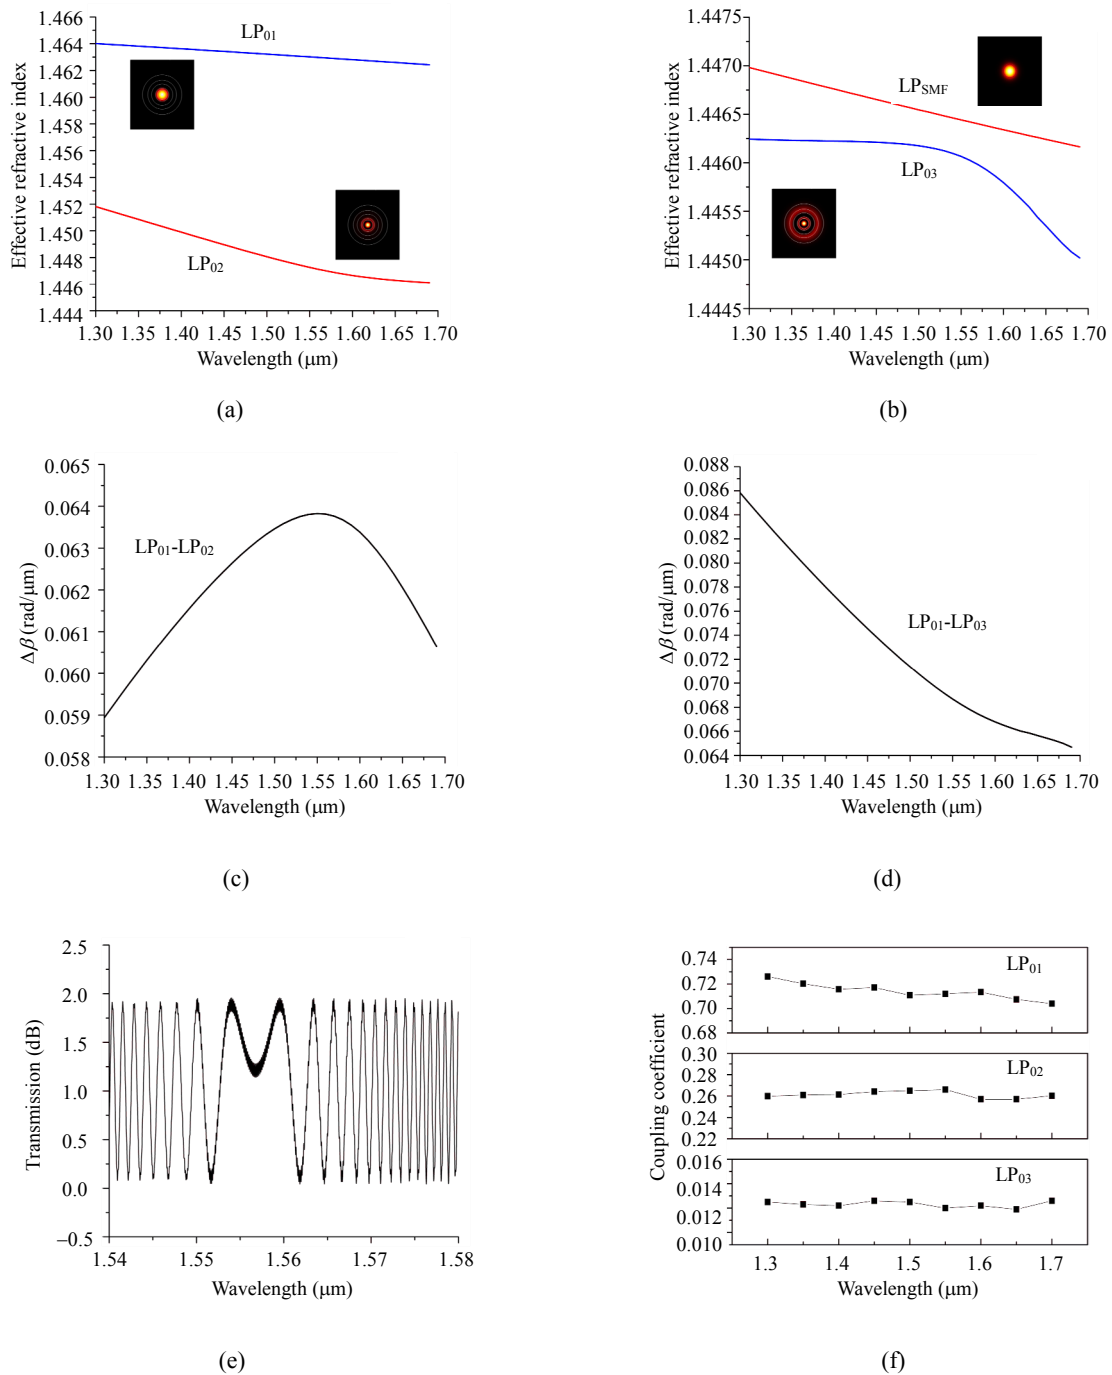 1.466
1.464
1.462
1.460
1.458
1.456
1.454
1.452
1.450
1.448
1.446
1.444
Effective refractive index
LP01
LP02
1.30 1.35 1.40 1.45 1.50 1.55 1.60 1.65 1.70
Wavelength (μm)
(a)
1.4475
1.4470
1.4465
1.4460
1.4455
1.4450
1.4445
Effective refractive index
LPSMF
LP03
1.30 1.35 1.40 1.45 1.50 1.55 1.60 1.65 1.70
Wavelength (μm)
(b)
0.065
0.064
0.063
0.062
0.061
0.060
0.059
0.058
Δβ (rad/μm)
LP01-LP02
1.30 1.35 1.40 1.45 1.50 1.55 1.60 1.65 1.70
Wavelength (μm)
(c)
0.088
0.086
0.084
0.082
0.080
0.078
0.076
0.074
0.072
0.070
0.068
0.066
0.064
Δβ (rad/μm)
LP01-LP03
1.30 1.35 1.40 1.45 1.50 1.55 1.60 1.65 1.70
Wavelength (μm)
(d)
2.5
2.0
1.5
1.0
0.5
0.0
–0.5
Transmission (dB)
1.54 1.55 1.56 1.57 1.58
Wavelength (μm)
(e)
0.74
0.72
0.70
0.68
LP01
0.30
0.26
0.24
0.22
LP02
0.016
0.014
0.012
0.010
LP03
Coupling coefficient
1.3 1.4 1.5 1.6 1.7
Wavelength (μm)
(f)